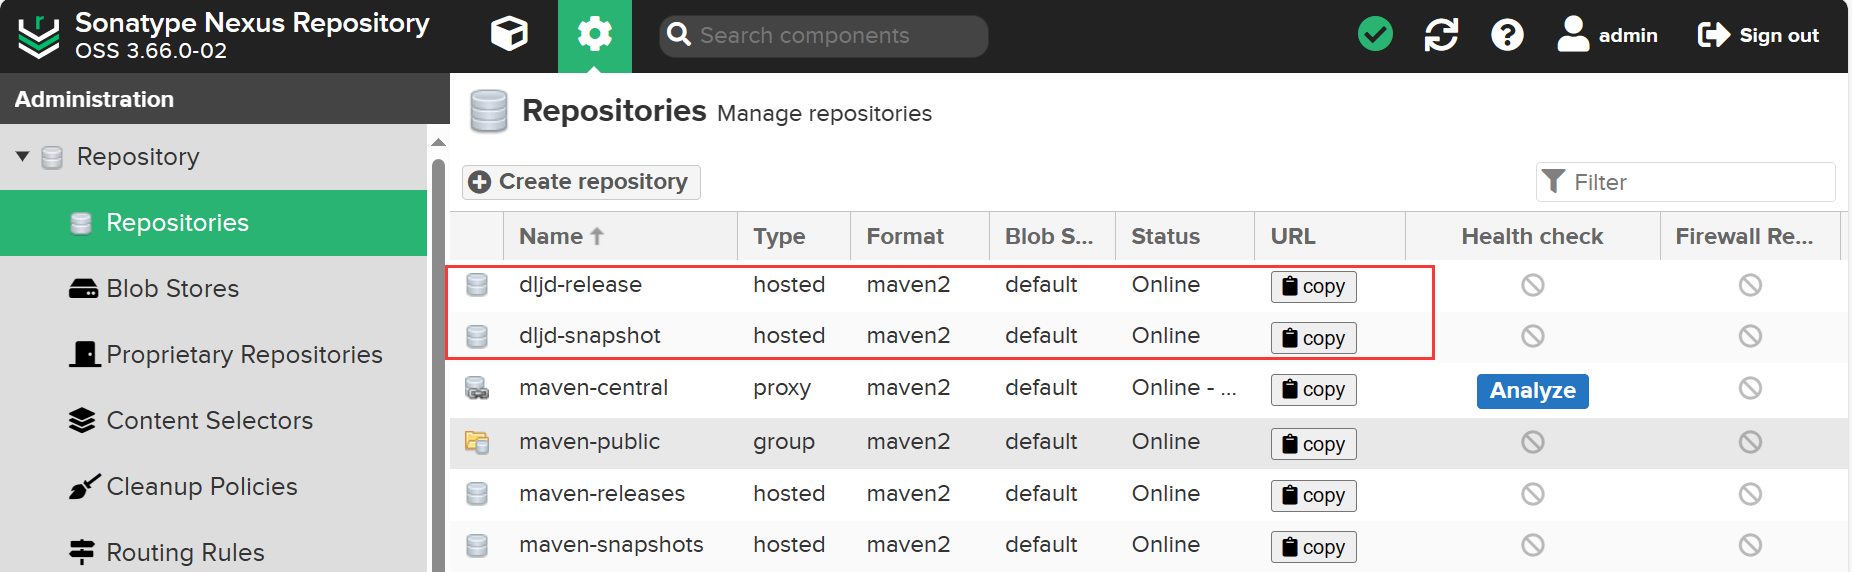 Sonatype Nexus Repository
OSS 3.66.0-02
Search components
admin
Sign out
Administration
Repository
Repositories
Blob Stores
Proprietary Repositories
Content Selectors
Cleanup Policies
Routing Rules
Repositories Manage repositories
Create repository
Filter
Name Type Format Blob S... Status URL Health check Firewall Re...
dljd-release hosted maven2 default Online copy
dljd-snapshot hosted maven2 default Online copy
maven-central proxy maven2 default Online - ... copy Analyze
maven-public group maven2 default Online copy
maven-releases hosted maven2 default Online copy
maven-snapshots hosted maven2 default Online copy